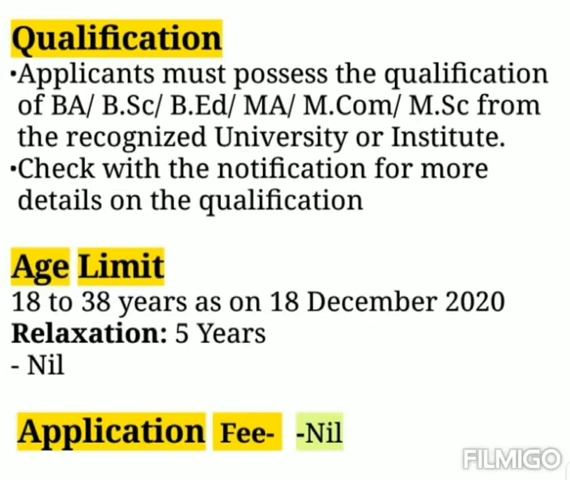 Qualification
•Applicants must possess the qualification
of BA/ B.Sc/ B.Ed/ MA/ M.Com/ M.Sc from
the recognized University or Institute.
•Check with the notification for more
details on the qualification
Age Limit
18 to 38 years as on 18 December 2020
Relaxation: 5 Years
- Nil
Application Fee- -Nil
FILMIGO